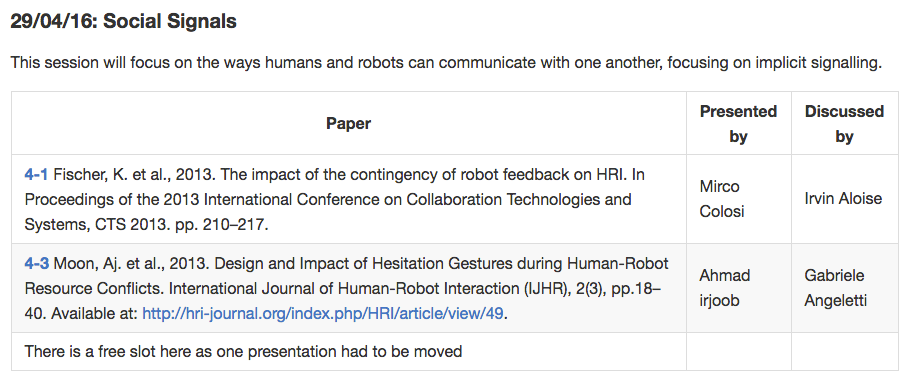 29/04/16: Social Signals
This session will focus on the ways humans and robots can communicate with one another, focusing on implicit signalling.
Paper
Presented
by
Discussed
by
4-1 Fischer, K. et al., 2013. The impact of the contingency of robot feedback on HRI. In
Proceedings of the 2013 International Conference on Collaboration Technologies and
Systems, CTS 2013. pp. 210–217.
Mirco
Colosi
Irvin Aloise
4-3 Moon, Aj. et al., 2013. Design and Impact of Hesitation Gestures during Human-Robot
Resource Conflicts. International Journal of Human-Robot Interaction (IJHR), 2(3), pp.18–
40. Available at: http://hri-journal.org/index.php/HRI/article/view/49.
Ahmad
irjoob
Gabriele
Angeletti
There is a free slot here as one presentation had to be moved